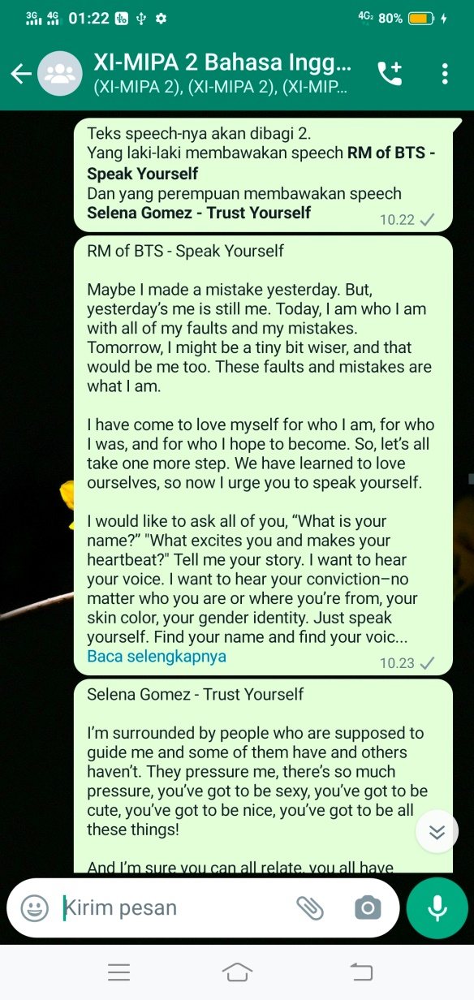 3G 4G 01:22 4G2 80%
XI-MIPA 2 Bahasa Ingg...
(XI-MIPA 2), (XI-MIPA 2), (XI-MIP...
Teks speech-nya akan dibagi 2.
Yang laki-laki membawakan speech RM of BTS -
Speak Yourself
Dan yang perempuan membawakan speech
Selena Gomez - Trust Yourself
10.22
RM of BTS - Speak Yourself
Maybe I made a mistake yesterday. But,
yesterday’s me is still me. Today, I am who I am
with all of my faults and my mistakes.
Tomorrow, I might be a tiny bit wiser, and that
would be me too. These faults and mistakes are
what I am.
I have come to love myself for who I am, for who
I was, and for who I hope to become. So, let’s all
take one more step. We have learned to love
ourselves, so now I urge you to speak yourself.
I would like to ask all of you, “What is your
name?” "What excites you and makes your
heartbeat?" Tell me your story. I want to hear
your voice. I want to hear your conviction–no
matter who you are or where you’re from, your
skin color, your gender identity. Just speak
yourself. Find your name and find your voic...
Baca selengkapnya
10.23
Selena Gomez - Trust Yourself
I’m surrounded by people who are supposed to
guide me and some of them have and others
haven’t. They pressure me, there’s so much
pressure, you’ve got to be sexy, you’ve got to be
cute, you’ve got to be nice, you’ve got to be all
these things!
And I’m sure you can all relate, you all have
Kirim pesan